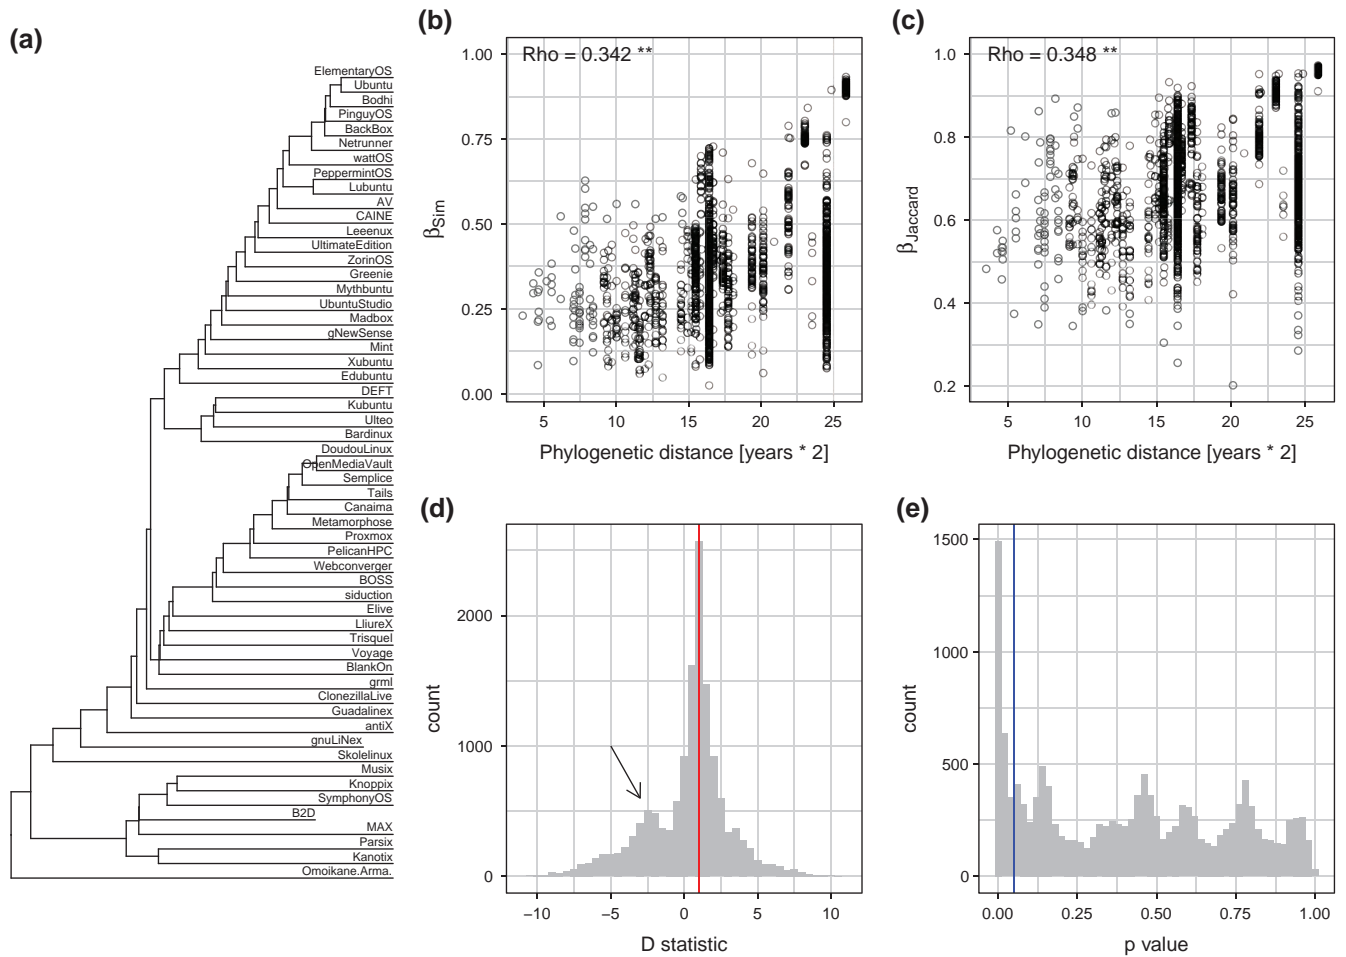 (a)
ElementaryOS
Ubuntu
Bodhi
PinguyOS
BackBox
Netrunner
wattOS
PeppermintOS
Lubuntu
AV
CAINE
Leeenux
UltimateEdition
ZorinOS
Greenie
Mythbuntu
UbuntuStudio
Madbox
gNewSense
Mint
Xubuntu
Edubuntu
DEFT
Kubuntu
Ulteo
Bardinux
DoudouLinux
OpenMediaVault
Semplice
Tails
Canaima
Metamorphose
Proxmox
PelicanHPC
Webconverger
BOSS
siduction
Elive
LliureX
Trisquel
Voyage
BlankOn
grml
ClonezillaLive
Guadalinex
antiX
gnuLiNex
Skolelinux
Musix
Knoppix
SymphonyOS
B2D
MAX
Parsix
Kanotix
Omoikane.Arma.
(b)
Rho = 0.342 **
1.00
0.75
0.50
0.25
0.00
βSim
5 10 15 20 25
Phylogenetic distance [years * 2]
(c)
Rho = 0.348 **
1.0
0.8
0.6
0.4
0.2
βJaccard
5 10 15 20 25
Phylogenetic distance [years * 2]
(d)
2000
1000
0
count
−10 −5 0 5 10
D statistic
(e)
1500
1000
500
0
count
0.00 0.25 0.50 0.75 1.00
p value